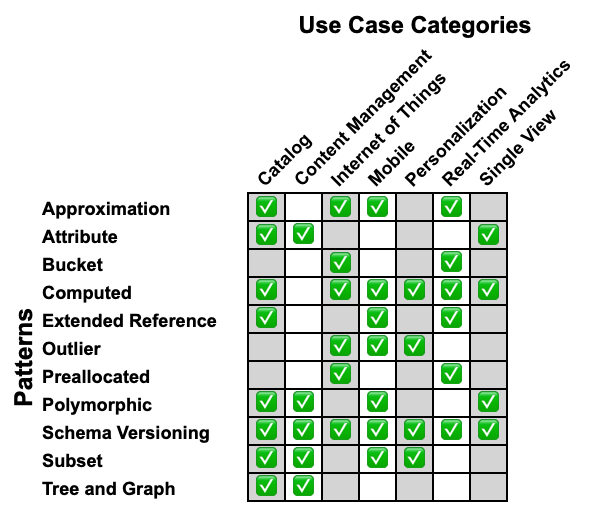 Use Case Categories
Catalog
Content Management
Internet of Things
Mobile
Personalization
Real-Time Analytics
Single View
Patterns
Approximation
Attribute
Bucket
Computed
Extended Reference
Outlier
Preallocated
Polymorphic
Schema Versioning
Subset
Tree and Graph